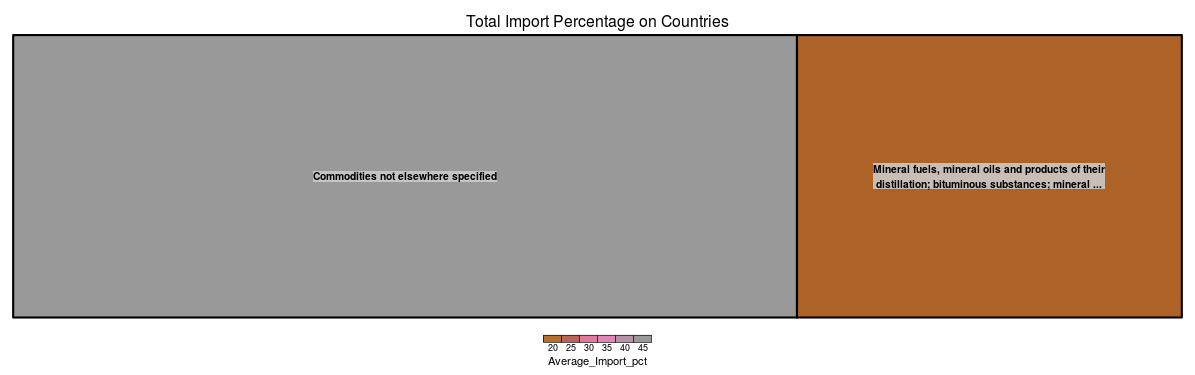 Total Import Percentage on Countries
Commodities not elsewhere specified
Mineral fuels, mineral oils and products of their
distillation; bituminous substances; mineral ...
20 25 30 35 40 45
Average_Import_pct